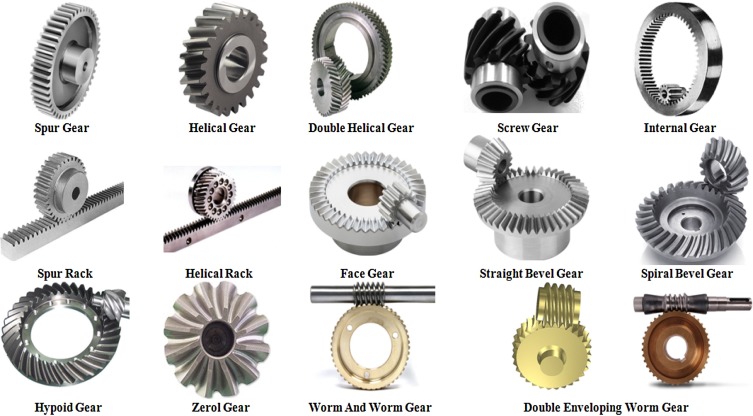 Spur Gear
Helical Gear
Double Helical Gear
Screw Gear
Internal Gear
Spur Rack
Helical Rack
Face Gear
Straight Bevel Gear
Spiral Bevel Gear
Hypoid Gear
Zerol Gear
Worm And Worm Gear
Double Enveloping Worm Gear